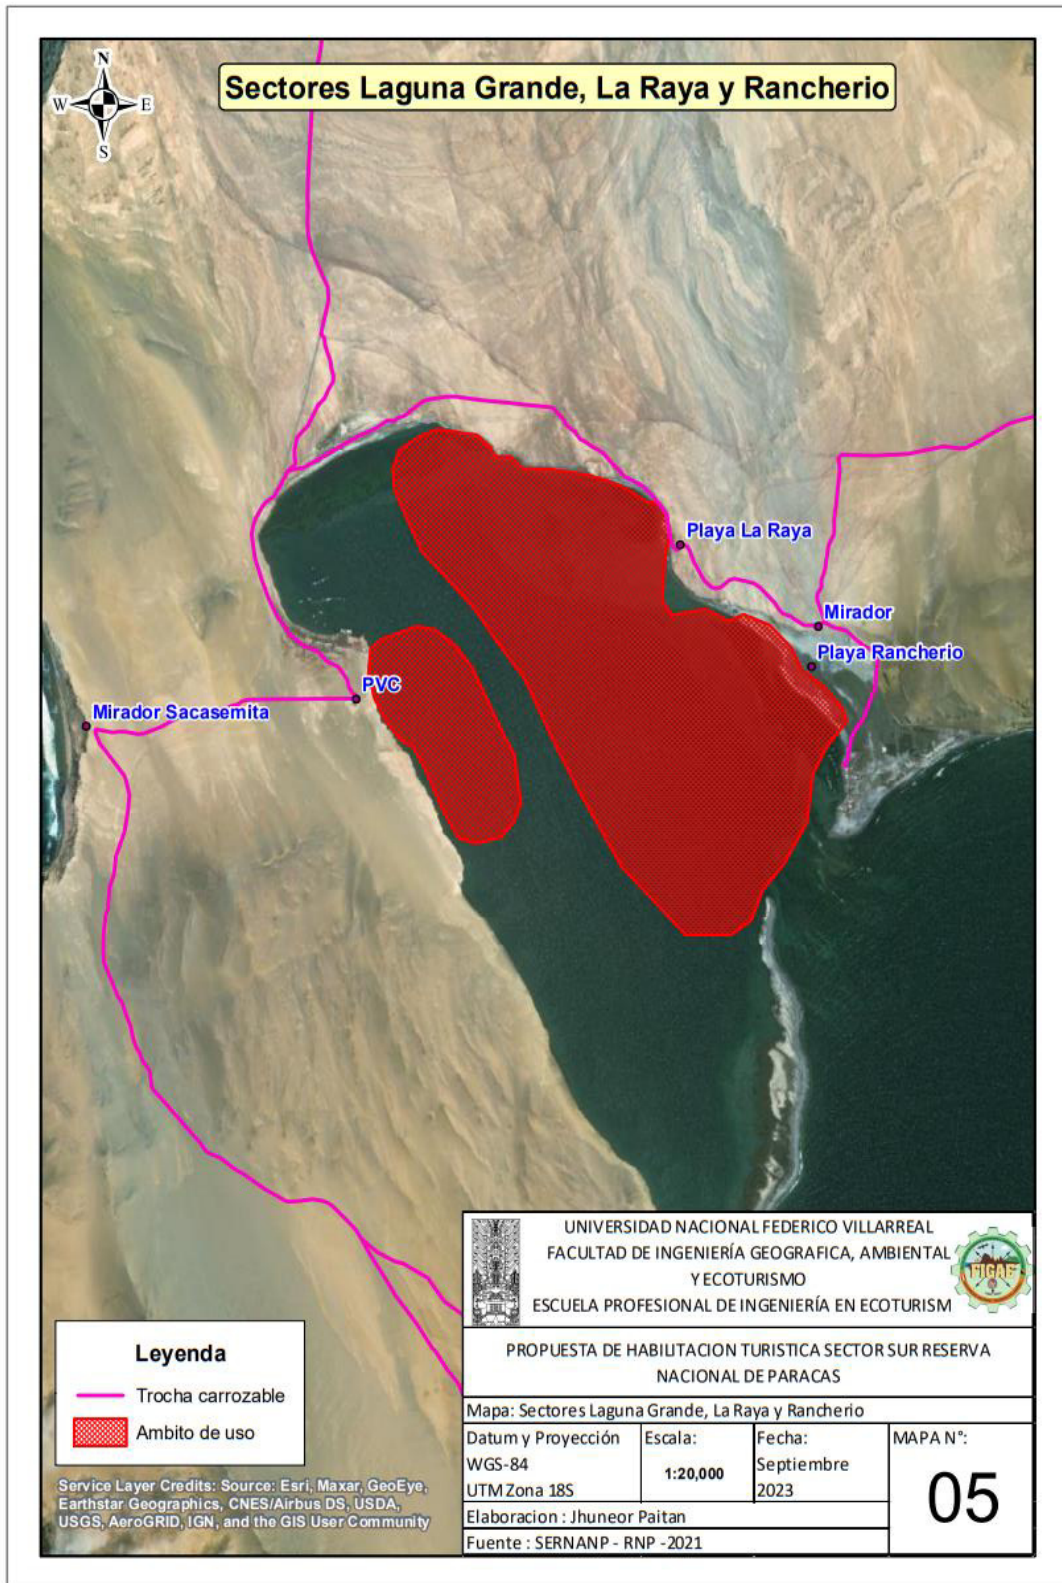 Sectores Laguna Grande, La Raya y Rancherio
N
W E
S
Playa La Raya
Mirador
Playa Rancherio
PVC
Mirador Sacasemita
UNIVERSIDAD NACIONAL FEDERICO VILLARREAL
FACULTAD DE INGENIERÍA GEOGRAFICA, AMBIENTAL
Y ECOTURISMO
ESCUELA PROFESIONAL DE INGENIERÍA EN ECOTURISM
FIGAE
PROPUESTA DE HABILITACION TURISTICA SECTOR SUR RESERVA
NACIONAL DE PARACAS
Mapa: Sectores Laguna Grande, La Raya y Rancherio
Datum y Proyección
WGS-84
UTM Zona 18S
Escala:
1:20,000
Fecha:
Septiembre
2023
MAPA N°:
05
Elaboracion : Jhuneor Paitan
Fuente : SERNANP - RNP -2021
Leyenda
Trocha carrozable
Ambito de uso
Service Layer Credits: Source: Esri, Maxar, GeoEye,
Earthstar Geographics, CNES/Airbus DS, USDA,
USGS, AeroGRID, IGN, and the GIS User Community